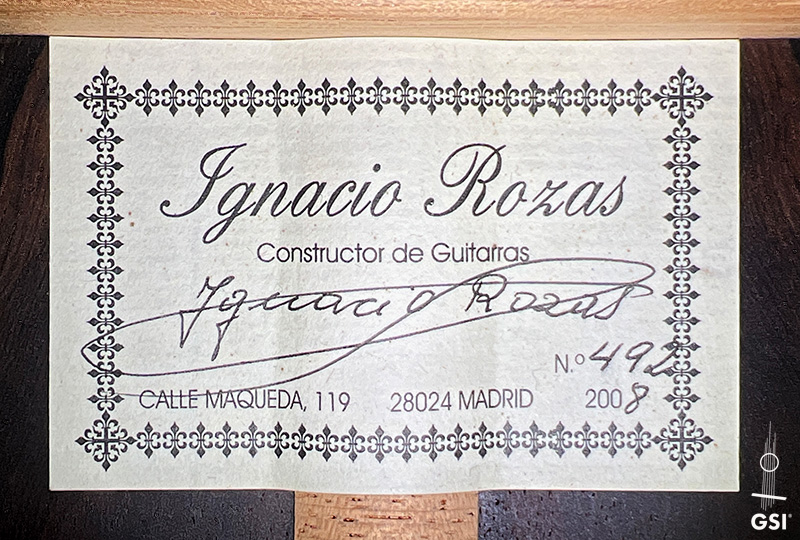 Ignacio Rozas
Constructor de Guitarras
Ignacio Rozas
N.º 492
CALLE MAQUEDA, 119 28024 MADRID 2008
GSI